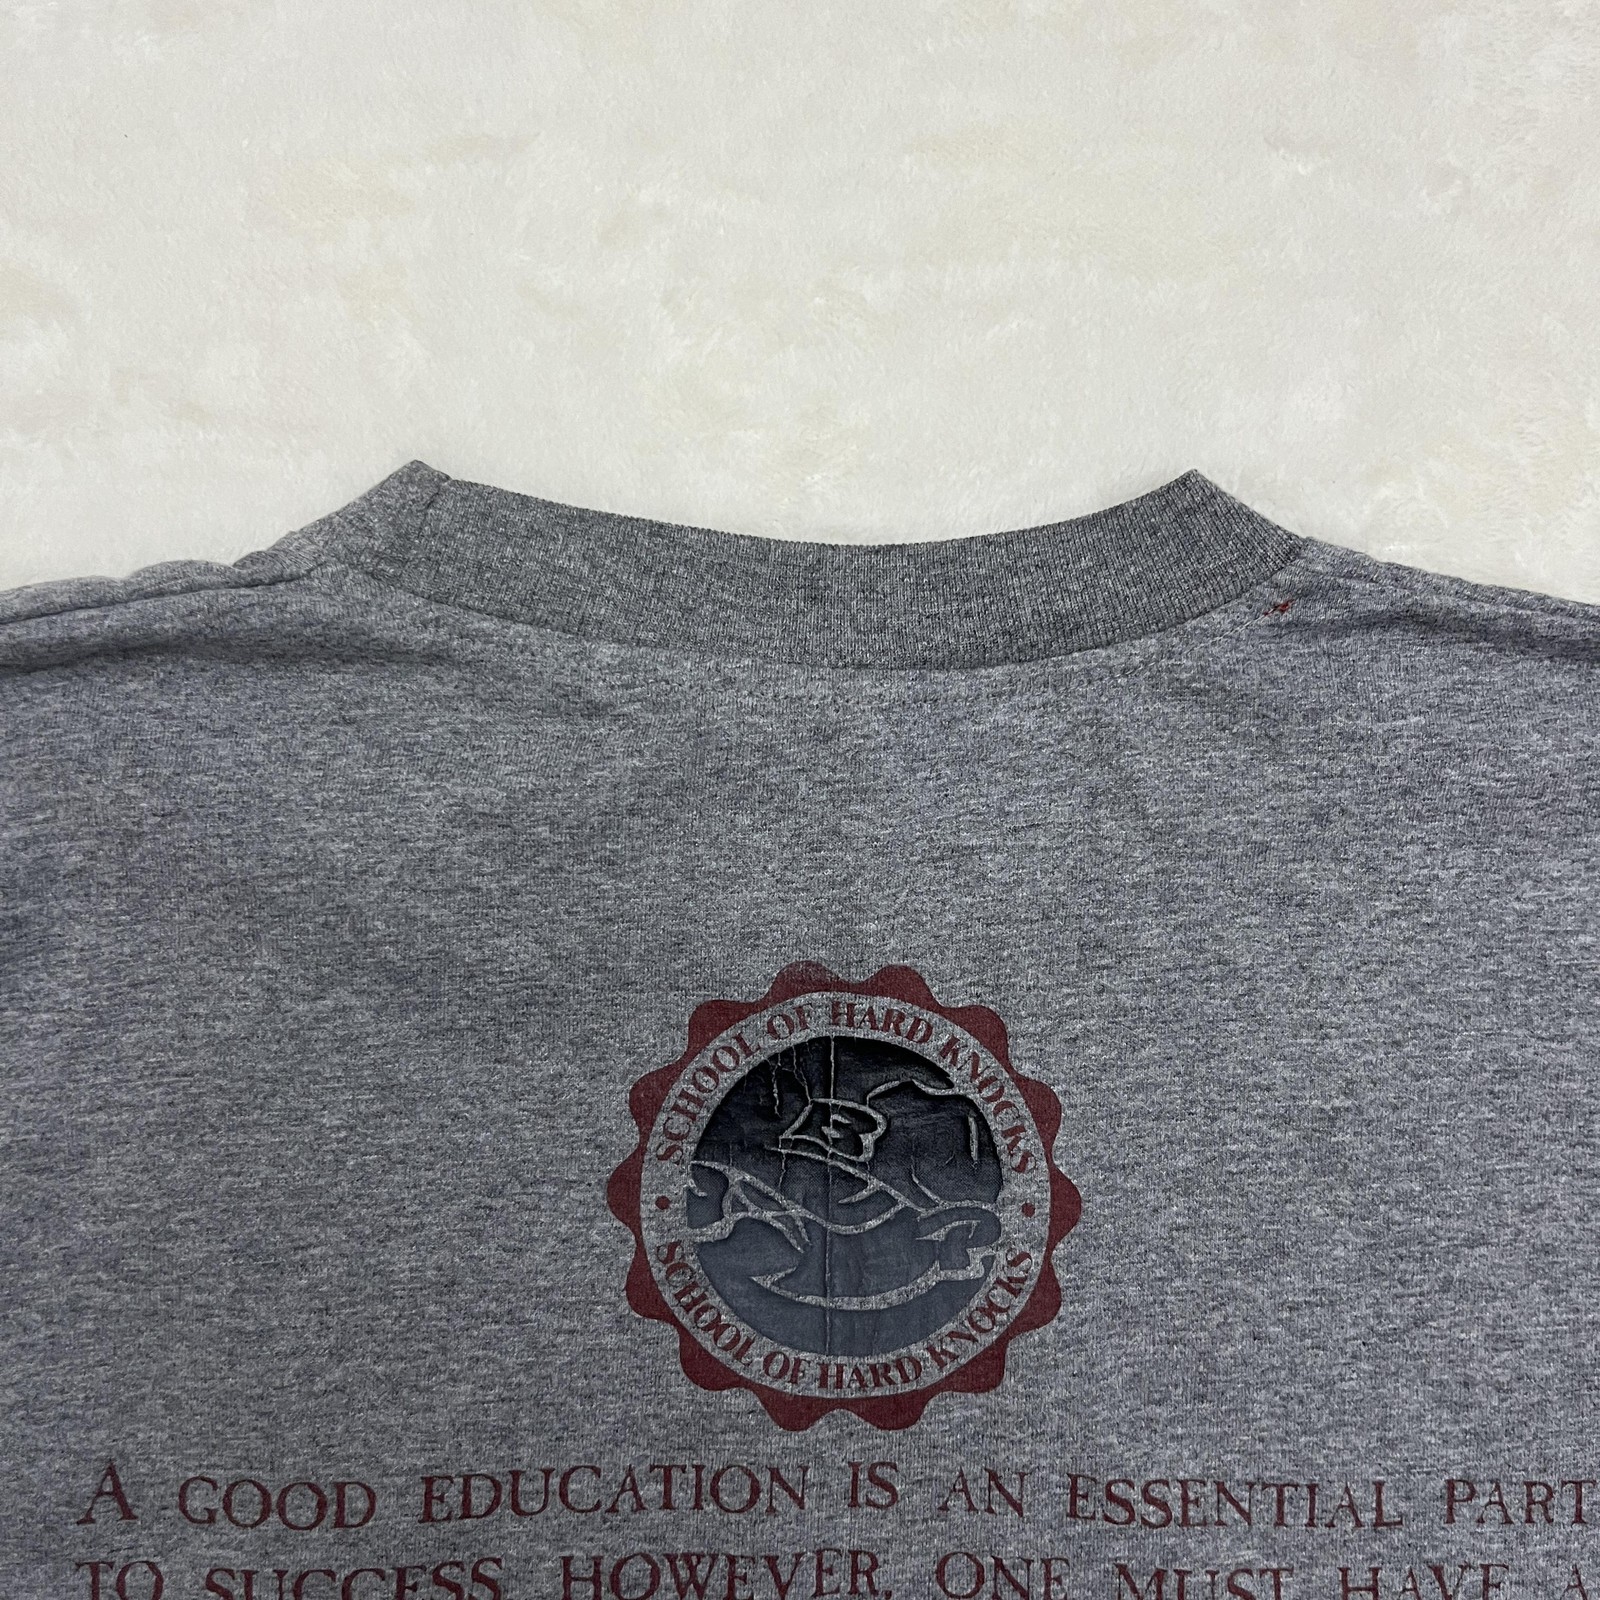 SCHOOL OF HARD KNOCKS
B
SCHOOL OF HARD KNOCKS
A GOOD EDUCATION IS AN ESSENTIAL PART
TO SUCCESS. HOWEVER, ONE MUST HAVE A